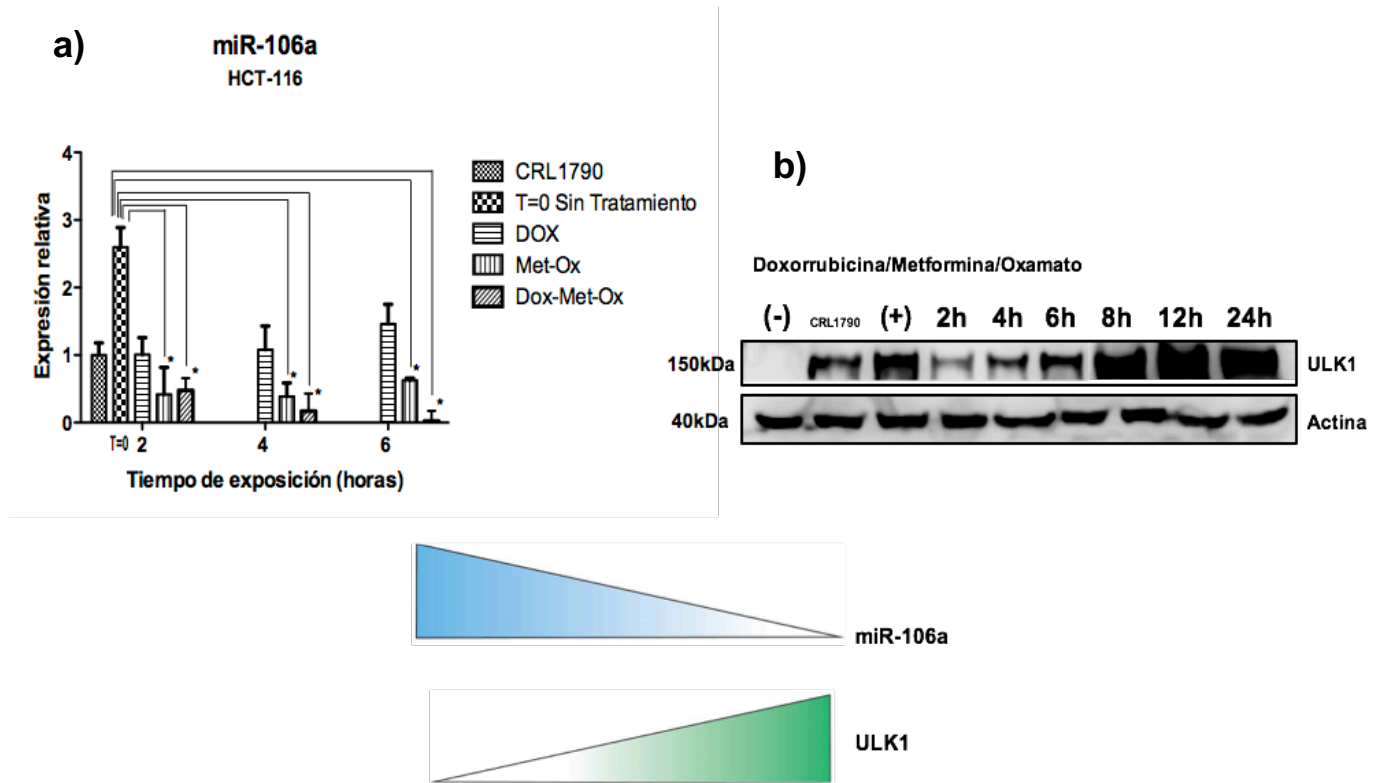 a)
miR-106a
HCT-116
Expresión relativa
4
3
2
1
0
T=0 2 4 6
Tiempo de exposición (horas)
CRL1790
T=0 Sin Tratamiento
DOX
Met-Ox
Dox-Met-Ox
* * * * * *
b)
Doxorrubicina/Metformina/Oxamato
(-) CRL1790 (+) 2h 4h 6h 8h 12h 24h
150kDa ULK1
40kDa Actina
miR-106a
ULK1